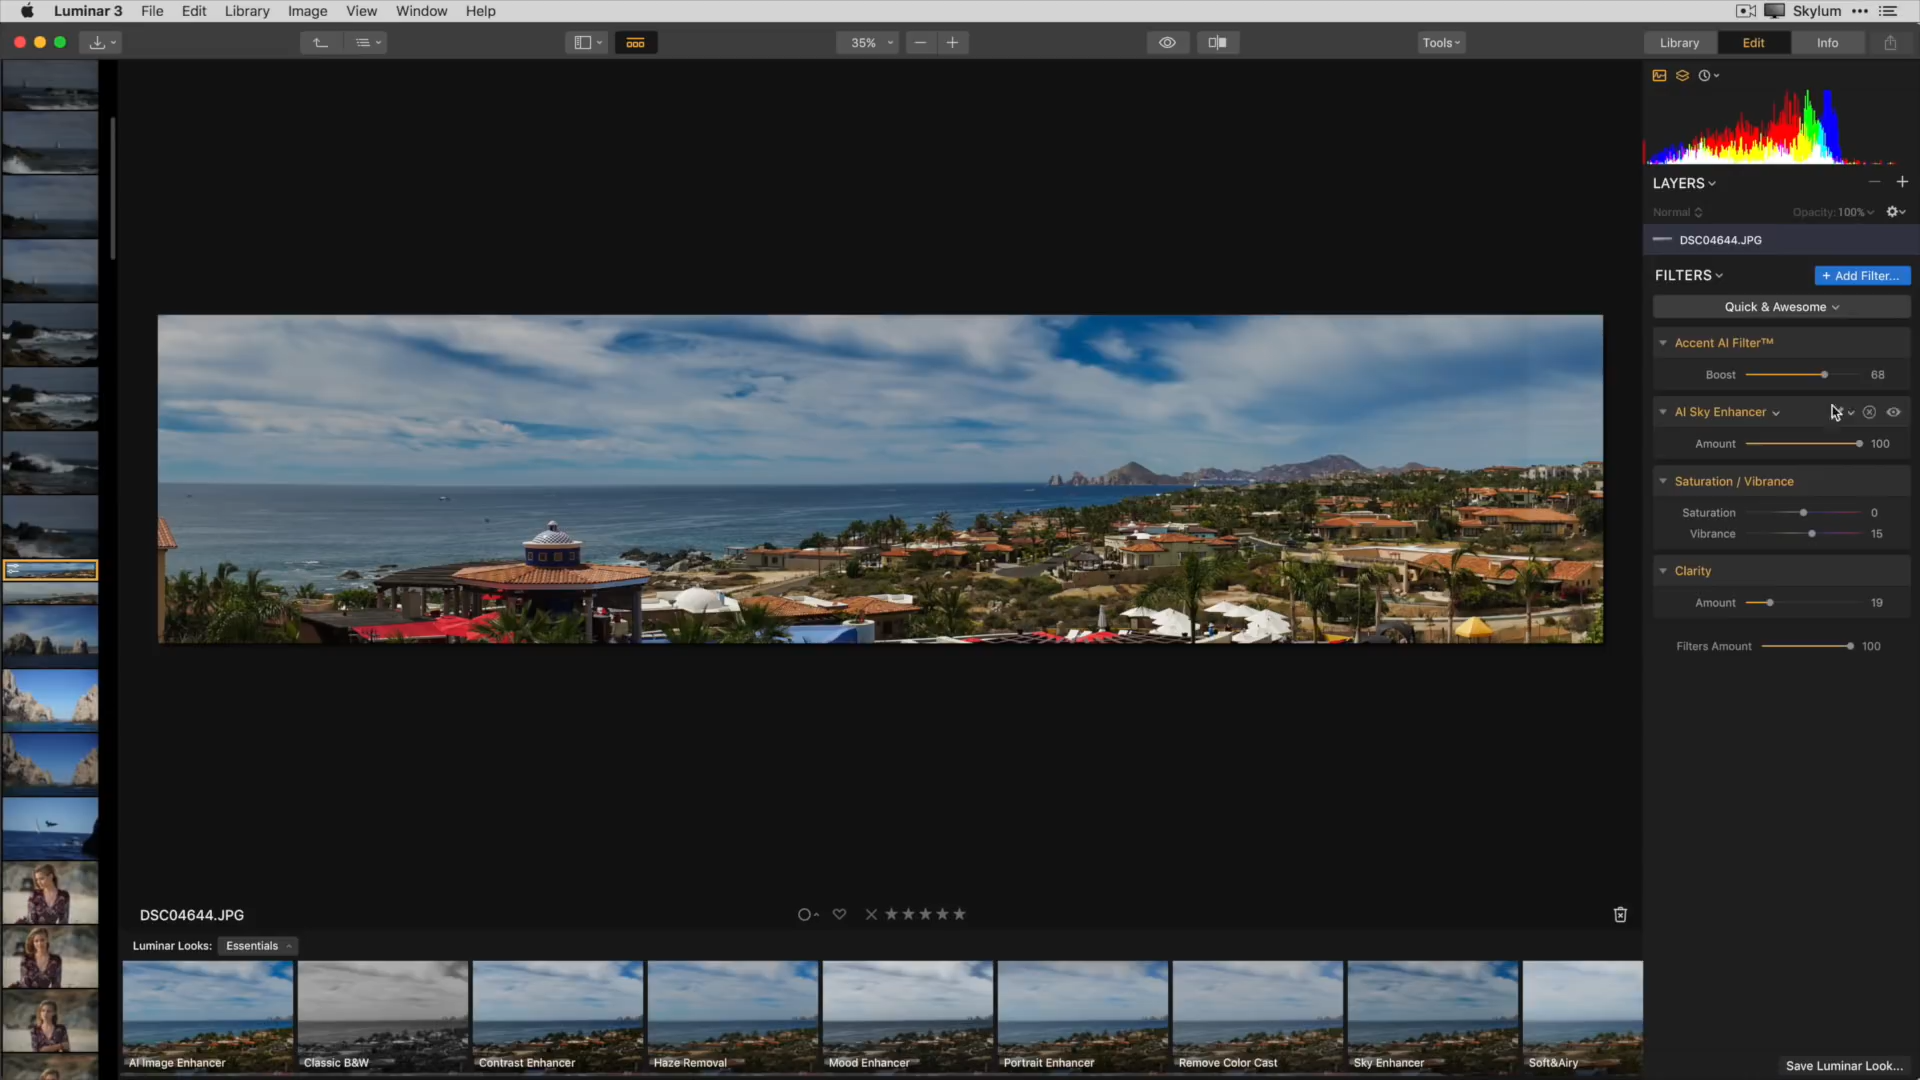 Luminar 3 File Edit Library Image View Window Help Skylum
35% Tools Library Edit Info
LAYERS
Normal Opacity: 100%
DSC04644.JPG
FILTERS + Add Filter...
Quick & Awesome
Accent AI Filter™
Boost 68
AI Sky Enhancer
Amount 100
Saturation / Vibrance
Saturation 0
Vibrance 15
Clarity
Amount 19
Filters Amount 100
DSC04644.JPG
Luminar Looks: Essentials
AI Image Enhancer Classic B&W Contrast Enhancer Haze Removal Mood Enhancer Portrait Enhancer Remove Color Cast Sky Enhancer Soft&Airy
Save Luminar Look...